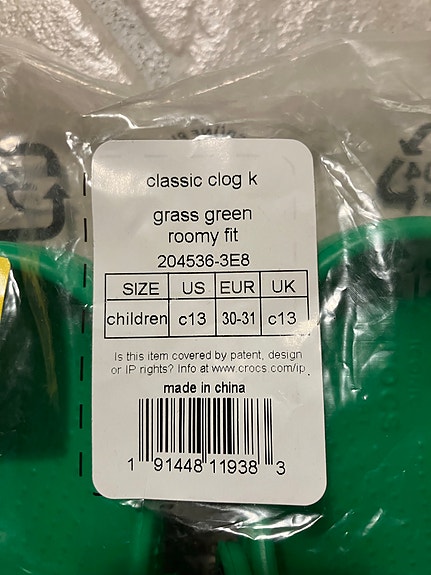 classic clog k
grass green
roomy fit
204536-3E8
SIZE US EUR UK
children c13 30-31 c13
Is this item covered by patent, design
or IP rights? Info at www.crocs.com/ip.
made in china
1 91448 11938 3